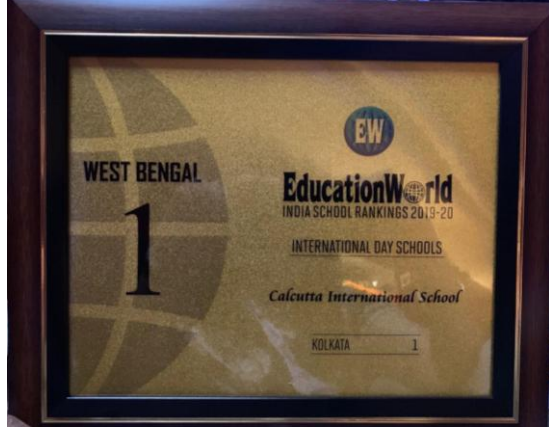 WEST BENGAL
1
EW
EducationWorld
INDIA SCHOOL RANKINGS 2019-20
INTERNATIONAL DAY SCHOOLS
Calcutta International School
KOLKATA 1